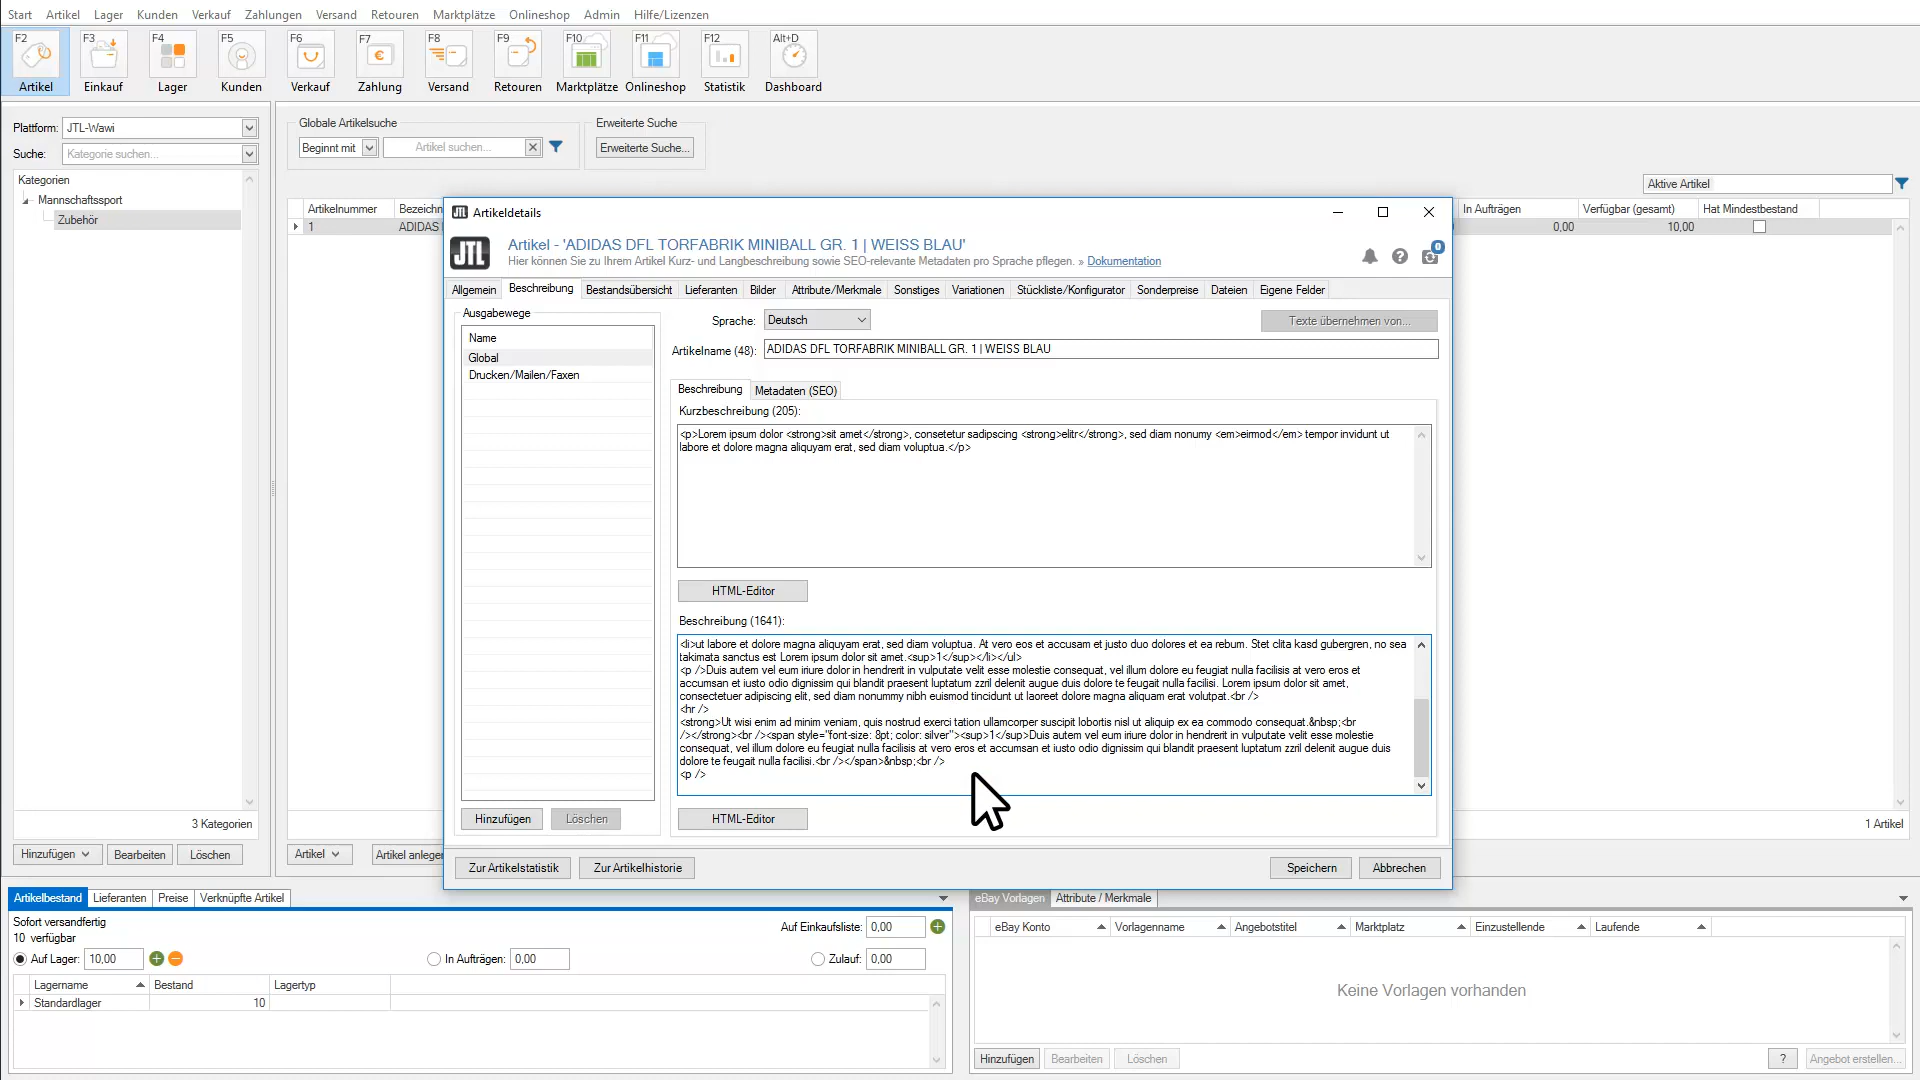 Start Artikel Lager Kunden Verkauf Zahlungen Versand Retouren Marktplätze Onlineshop Admin Hilfe/Lizenzen
F2 F3 F4 F5 F6 F7 F8 F9 F10 F11 F12 Alt+D
Artikel Einkauf Lager Kunden Verkauf Zahlung Versand Retouren Marktplätze Onlineshop Statistik Dashboard
Plattform: JTL-Wawi
Suche: Kategorie suchen...
Kategorien
Mannschaftssport
Zubehör
3 Kategorien
Hinzufügen Bearbeiten Löschen
Globale Artikelsuche
Beginnt mit Artikel suchen...
Erweiterte Suche
Erweiterte Suche...
Aktive Artikel
Artikelnummer Bezeichn In Aufträgen Verfügbar (gesamt) Hat Mindestbestand
1 ADIDAS 0,00 10,00
1 Artikel
Artikel Artikel anleger
JTL Artikeldetails
JTL
Artikel - 'ADIDAS DFL TORFABRIK MINIBALL GR. 1 | WEISS BLAU'
Hier können Sie zu Ihrem Artikel Kurz- und Langbeschreibung sowie SEO-relevante Metadaten pro Sprache pflegen. » Dokumentation
? 0
Allgemein Beschreibung Bestandsübersicht Lieferanten Bilder Attribute/Merkmale Sonstiges Variationen Stückliste/Konfigurator Sonderpreise Dateien Eigene Felder
Ausgabewege
Name
Global
Drucken/Mailen/Faxen
Hinzufügen Löschen
Sprache: Deutsch Texte übernehmen von...
Artikelname (48): ADIDAS DFL TORFABRIK MINIBALL GR. 1 | WEISS BLAU
Beschreibung Metadaten (SEO)
Kurzbeschreibung (205):
<p>Lorem ipsum dolor <strong>sit amet</strong>, consetetur sadipscing <strong>elitr</strong>, sed diam nonumy <em>eirmod</em> tempor invidunt ut
labore et dolore magna aliquyam erat, sed diam voluptua.</p>
HTML-Editor
Beschreibung (1641):
<li>ut labore et dolore magna aliquyam erat, sed diam voluptua. At vero eos et accusam et justo duo dolores et ea rebum. Stet clita kasd gubergren, no sea
takimata sanctus est Lorem ipsum dolor sit amet.<sup>1</sup></li></ul>
<p />Duis autem vel eum iriure dolor in hendrerit in vulputate velit esse molestie consequat, vel illum dolore eu feugiat nulla facilisis at vero eros et
accumsan et iusto odio dignissim qui blandit praesent luptatum zzril delenit augue duis dolore te feugait nulla facilisi. Lorem ipsum dolor sit amet,
consectetuer adipiscing elit, sed diam nonummy nibh euismod tincidunt ut laoreet dolore magna aliquam erat volutpat.<br />
<hr />
<strong>Ut wisi enim ad minim veniam, quis nostrud exerci tation ullamcorper suscipit lobortis nisl ut aliquip ex ea commodo consequat.&nbsp;<br
/></strong><br /><span style="font-size: 8pt; color: silver"><sup>1</sup>Duis autem vel eum iriure dolor in hendrerit in vulputate velit esse molestie
consequat, vel illum dolore eu feugiat nulla facilisis at vero eros et accumsan et iusto odio dignissim qui blandit praesent luptatum zzril delenit augue duis
dolore te feugait nulla facilisi.<br /></span>&nbsp;<br />
<p />
HTML-Editor
Zur Artikelstatistik Zur Artikelhistorie Speichern Abbrechen
Artikelbestand Lieferanten Preise Verknüpfte Artikel
Sofort versandfertig
10 verfügbar
Auf Einkaufsliste: 0,00
Auf Lager: 10,00 In Aufträgen: 0,00 Zulauf: 0,00
Lagername Bestand Lagertyp
Standardlager 10
eBay Vorlagen Attribute / Merkmale
eBay Konto Vorlagenname Angebotstitel Marktplatz Einzustellende Laufende
Keine Vorlagen vorhanden
Hinzufügen Bearbeiten Löschen ? Angebot erstellen...